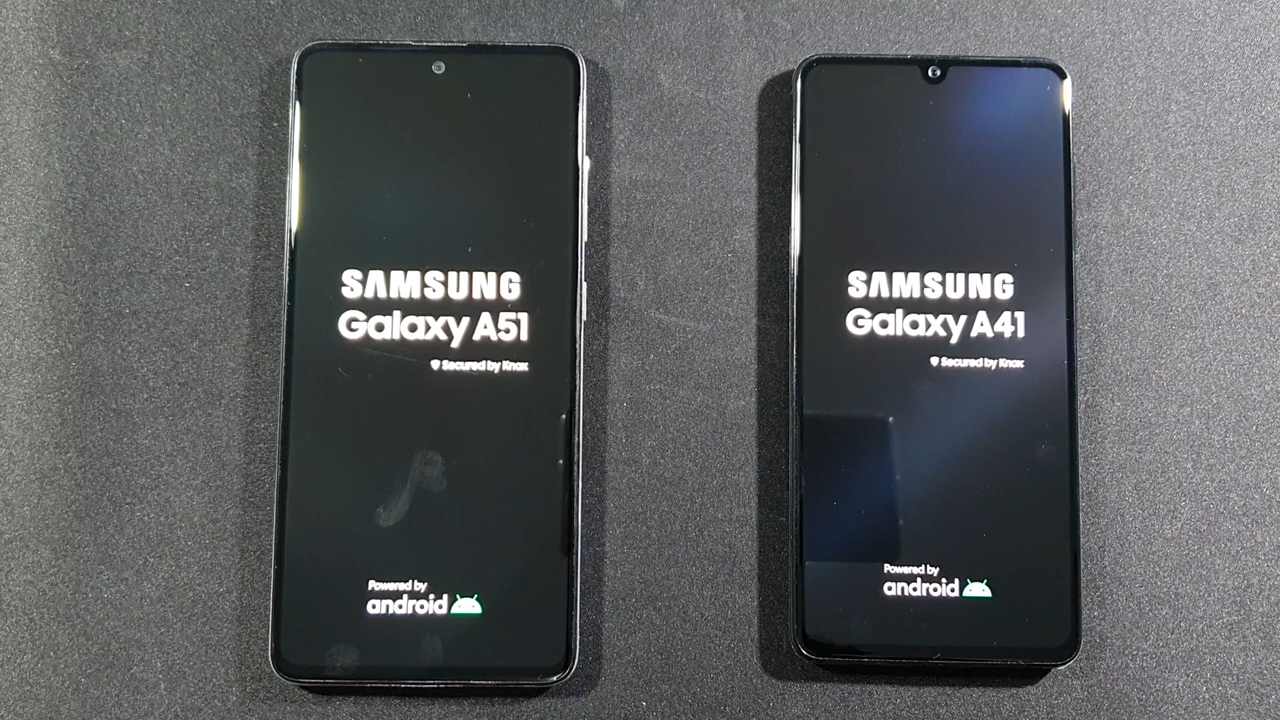 SAMSUNG
Galaxy A51
Secured by Knox
Powered by
android
SAMSUNG
Galaxy A41
Secured by Knox
Powered by
android